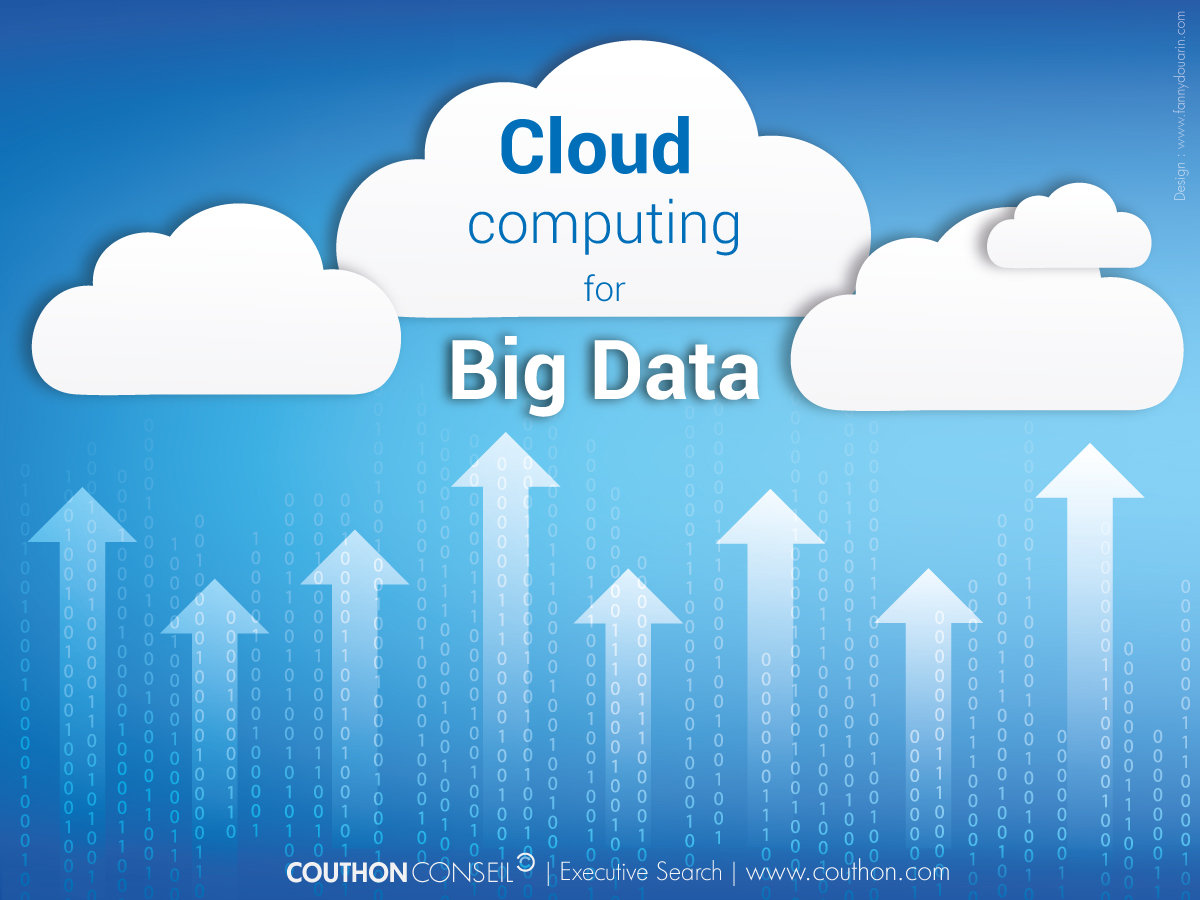 Design : www.fannydouarin.com
Cloud
computing
for
Big Data
COUTHON CONSEIL © | Executive Search | www.couthon.com